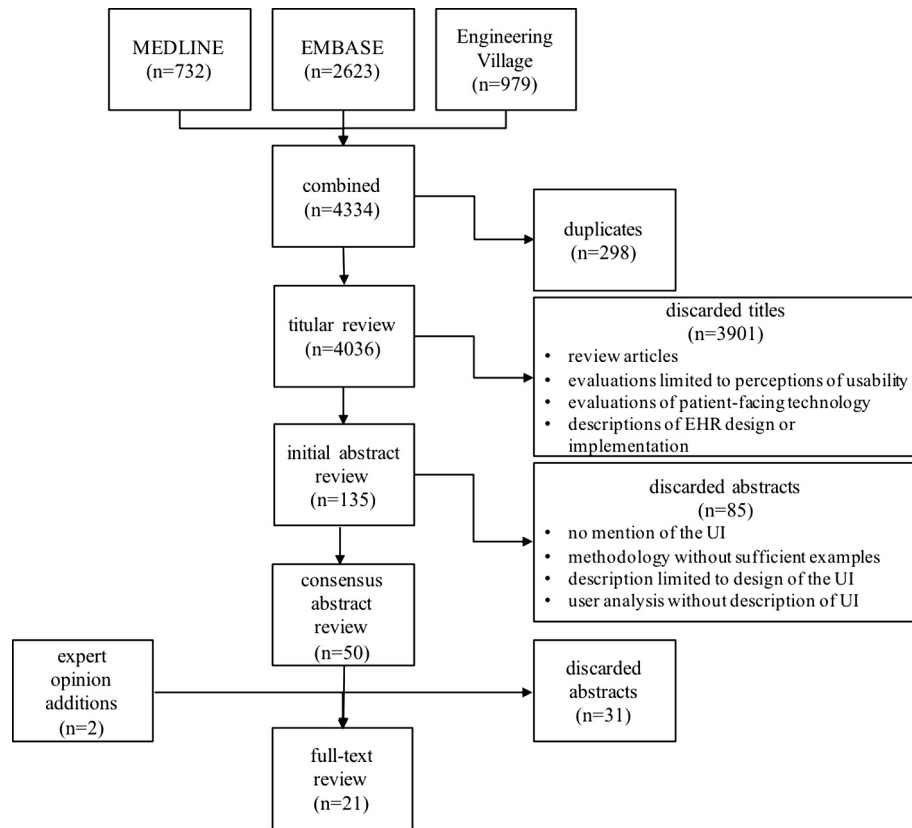 MEDLINE
(n=732)
EMBASE
(n=2623)
Engineering
Village
(n=979)
combined
(n=4334)
duplicates
(n=298)
titular review
(n=4036)
discarded titles
(n=3901)
• review articles
• evaluations limited to perceptions of usability
• evaluations of patient-facing technology
• descriptions of EHR design or
implementation
initial abstract
review
(n=135)
discarded abstracts
(n=85)
• no mention of the UI
• methodology without sufficient examples
• description limited to design of the UI
• user analysis without description of UI
consensus
abstract
review
(n=50)
expert
opinion
additions
(n=2)
discarded
abstracts
(n=31)
full-text
review
(n=21)